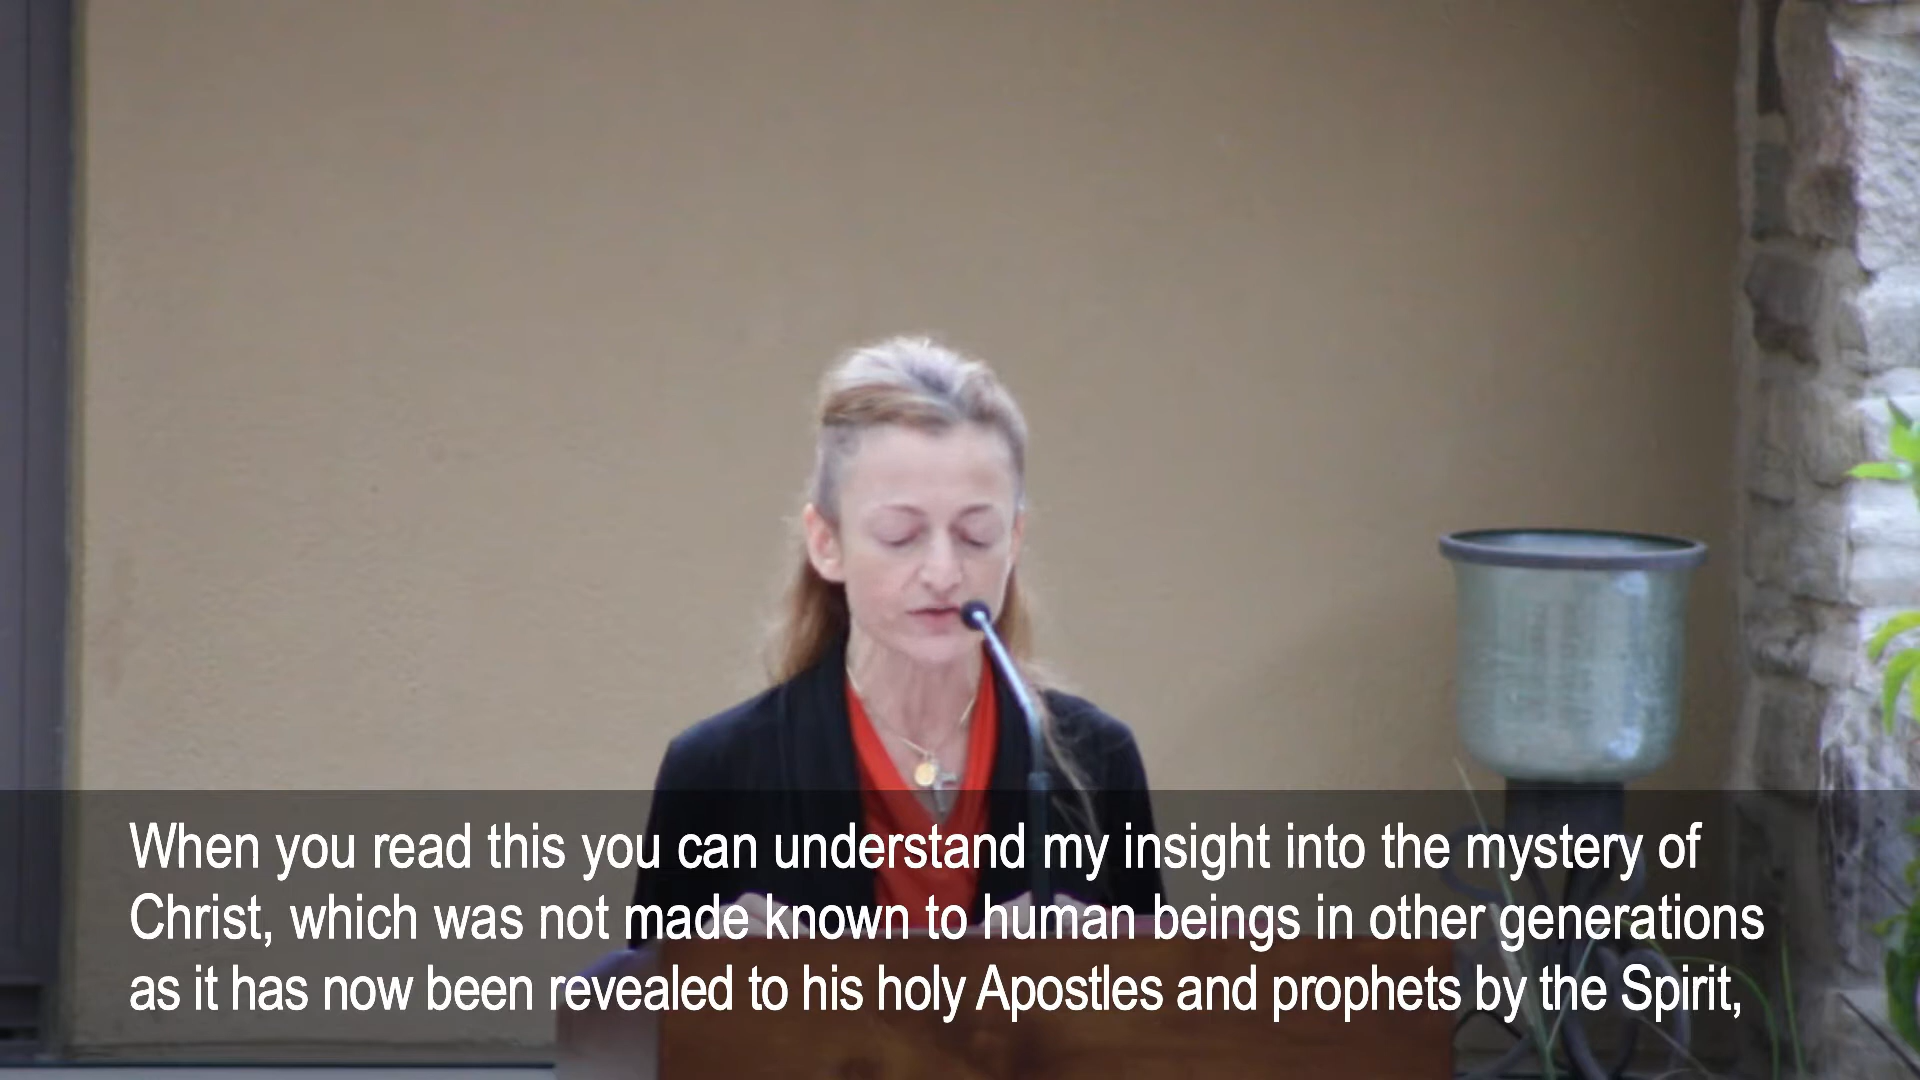 When you read this you can understand my insight into the mystery of
Christ, which was not made known to human beings in other generations
as it has now been revealed to his holy Apostles and prophets by the Spirit,